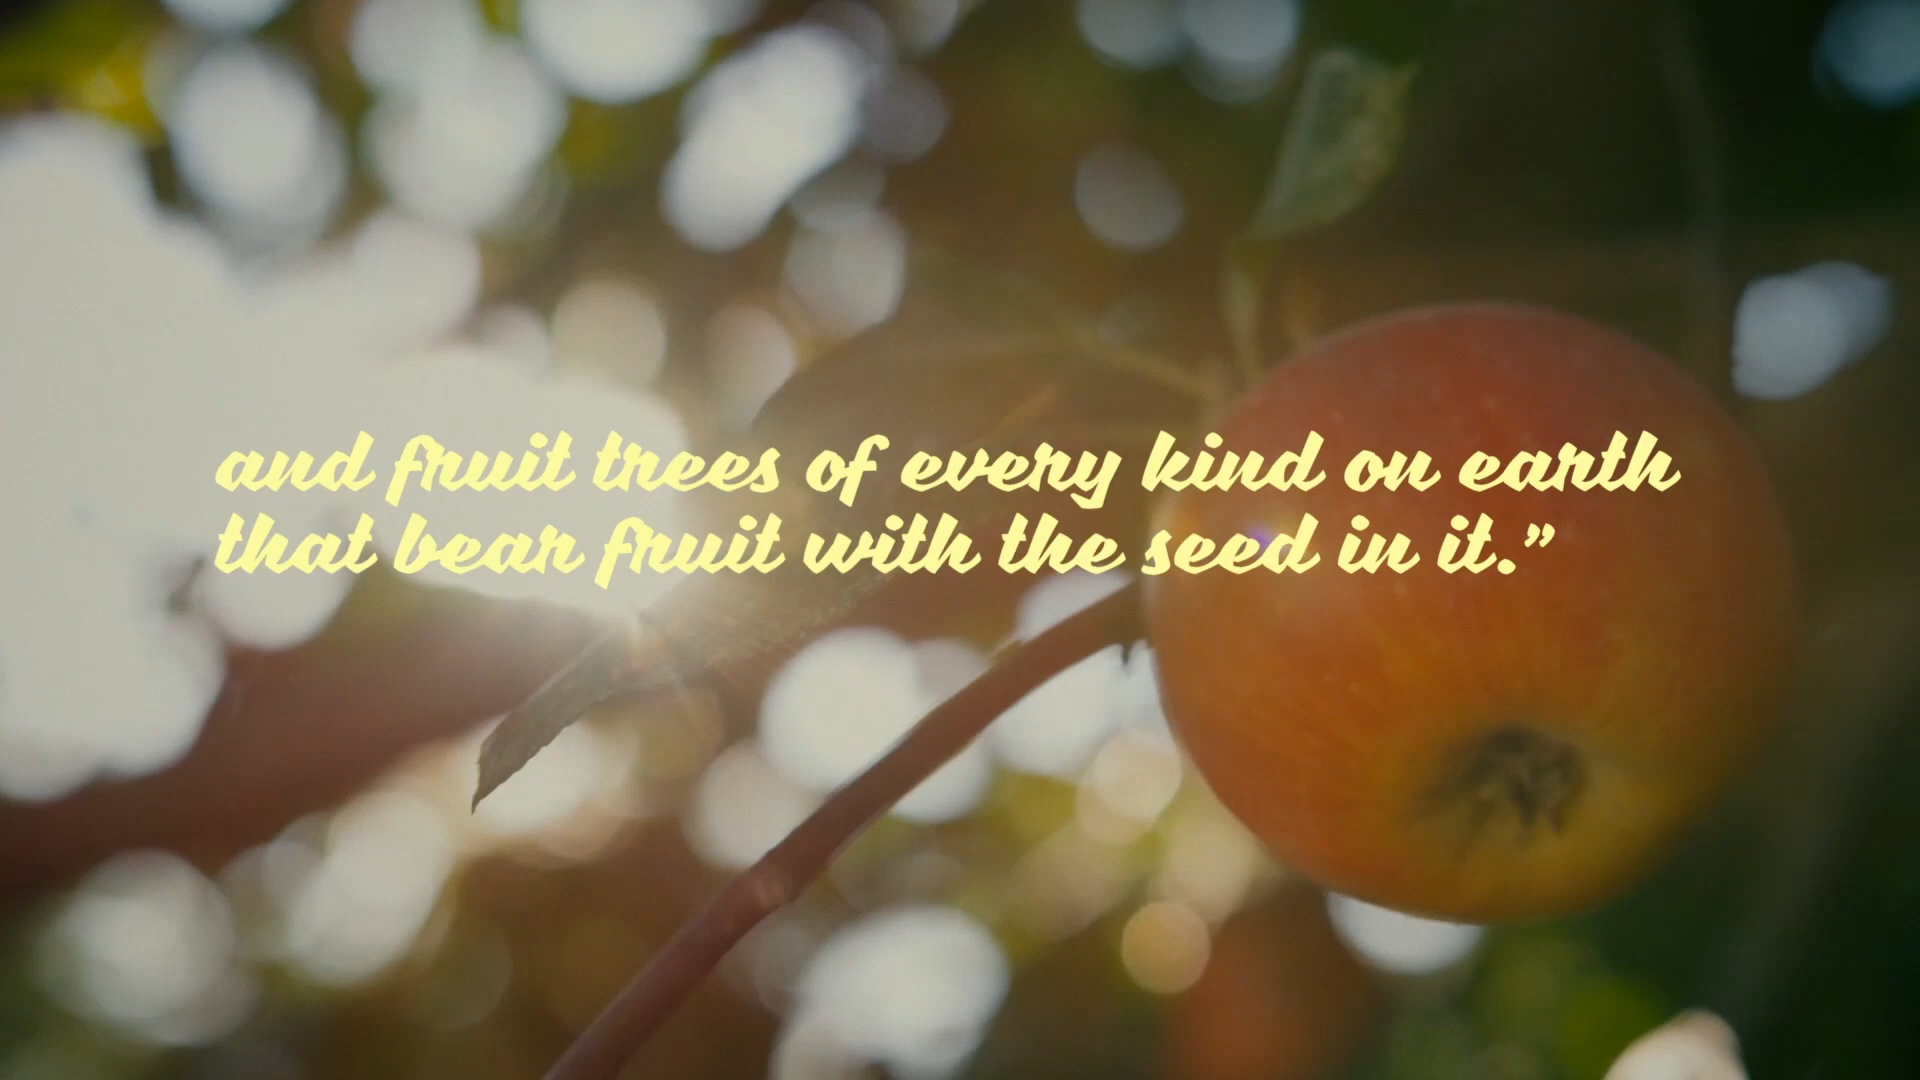 and fruit trees of every kind on earth
that bear fruit with the seed in it.”